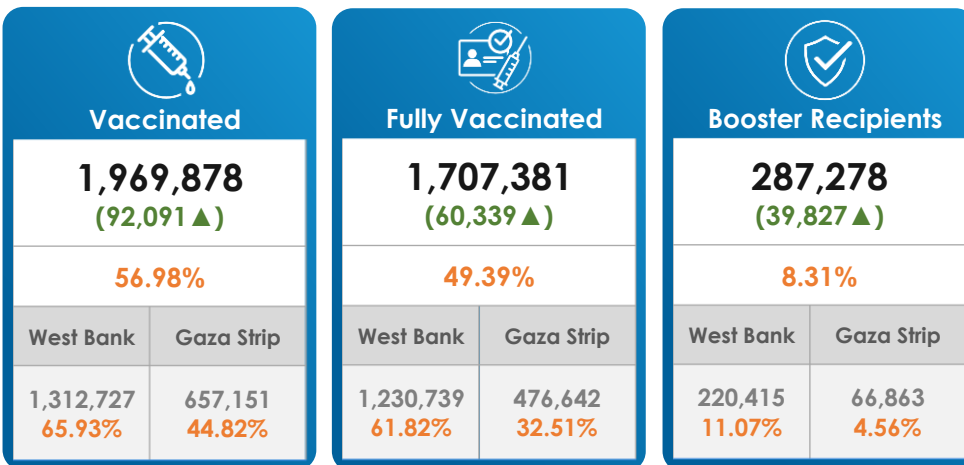 Vaccinated
1,969,878
(92,091▲)
56.98%
West Bank Gaza Strip
1,312,727 657,151
65.93% 44.82%
Fully Vaccinated
1,707,381
(60,339▲)
49.39%
West Bank Gaza Strip
1,230,739 476,642
61.82% 32.51%
Booster Recipients
287,278
(39,827▲)
8.31%
West Bank Gaza Strip
220,415 66,863
11.07% 4.56%